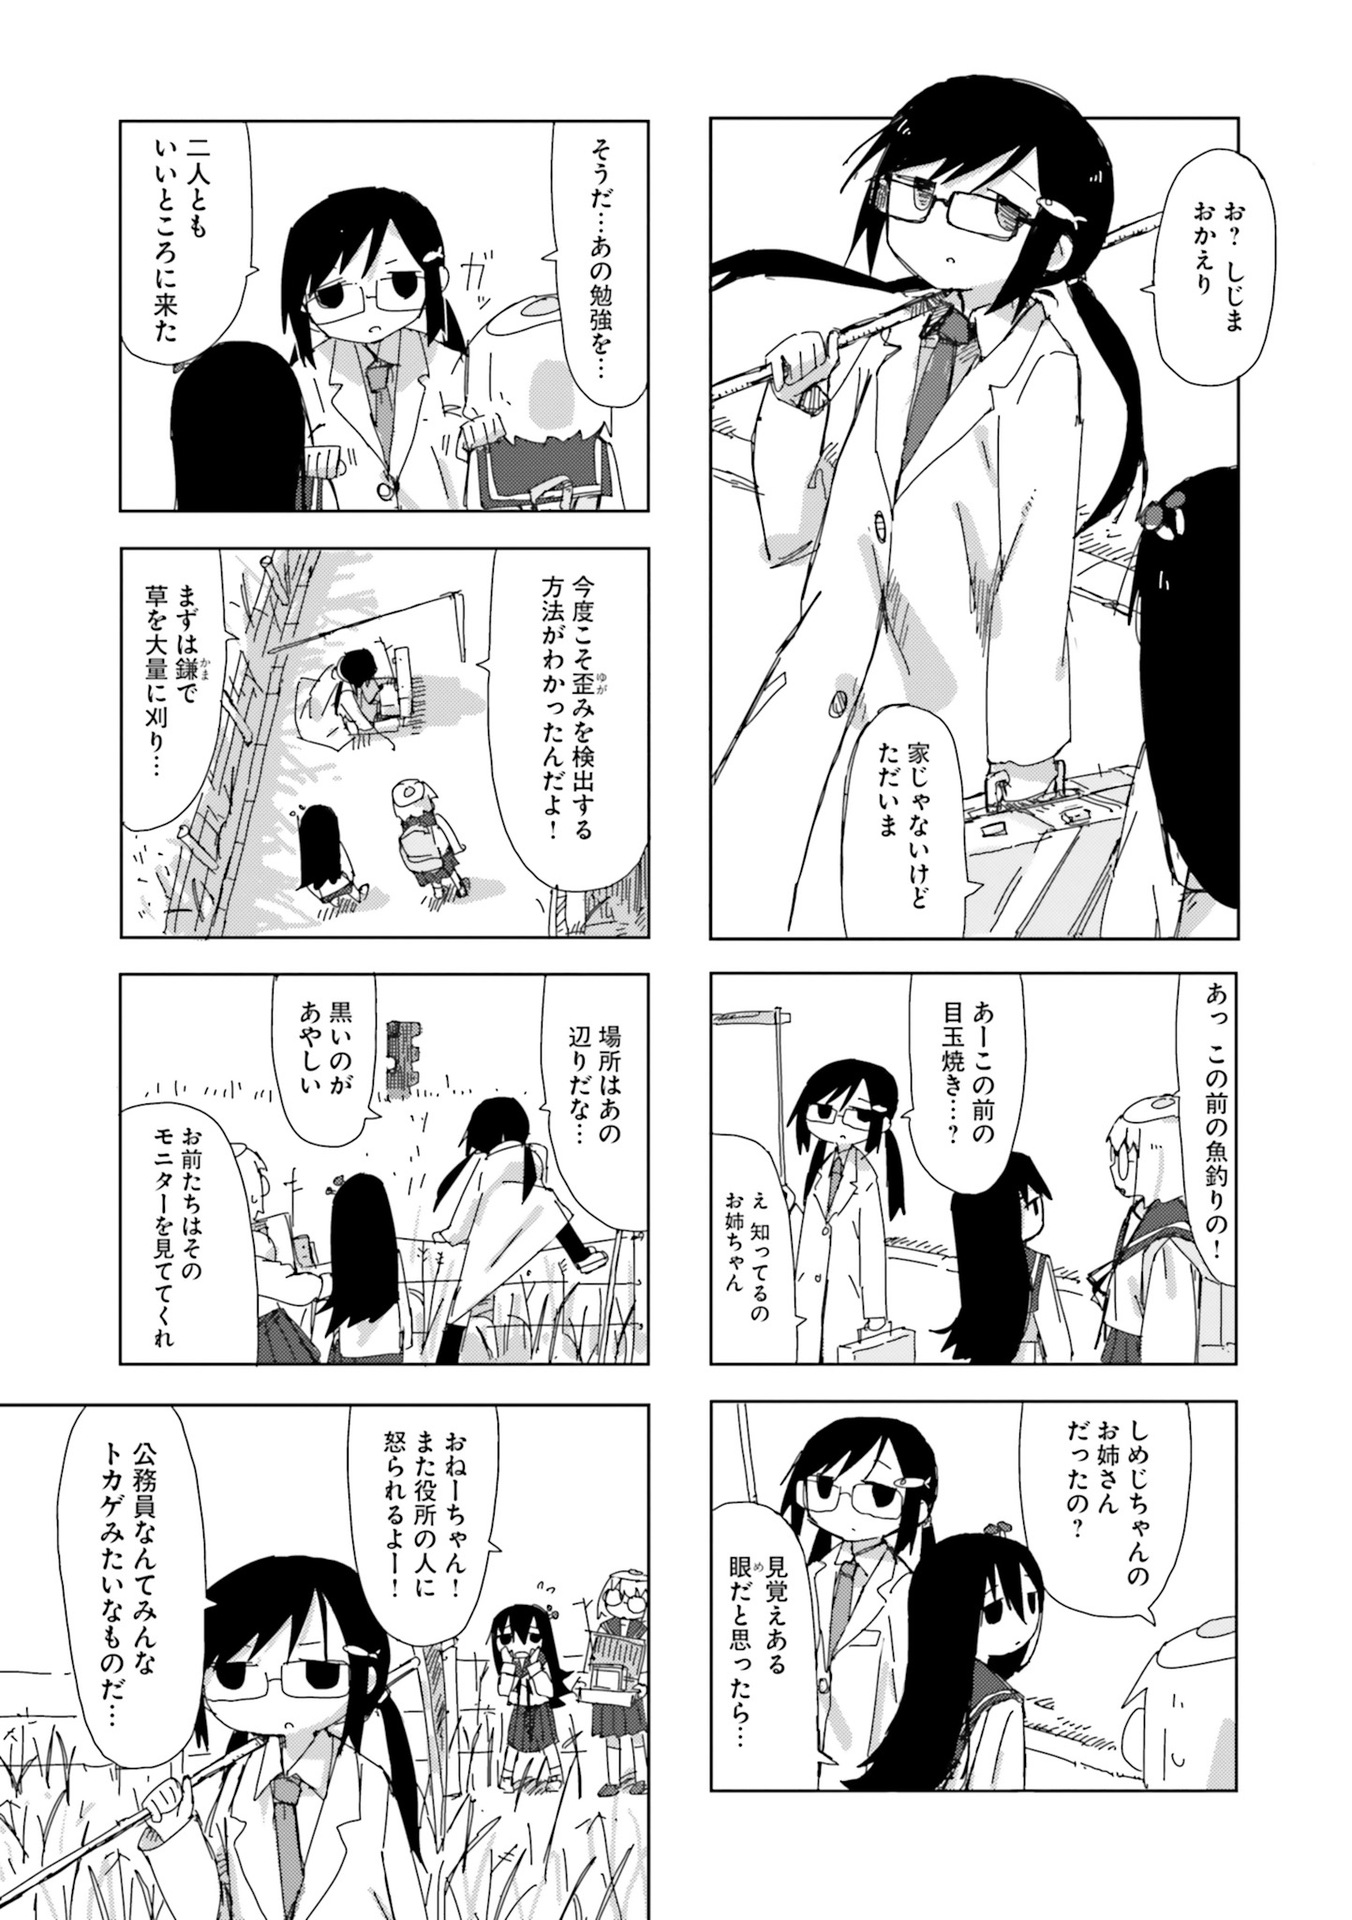 お？ しじま
おかえり
家じゃないけど
ただいま
あっ この前の魚釣りの！
あーこの前の
目玉焼き…？
え 知ってるの
お姉ちゃん
しめじちゃんの
お姉さん
だったの？
見覚えある
眼だと思ったら…
め
そうだ…あの勉強を…
ガッ
二人とも
いいところに来た
今度こそ歪みを検出する
ゆが
方法がわかったんだよ！
まずは鎌で
かま
草を大量に刈り…
場所はあの
辺りだな…
黒いのが
あやしい
お前たちはその
モニターを見ててくれ
おねーちゃん！
また役所の人に
怒られるよー！
公務員なんてみんな
トカゲみたいなものだ…